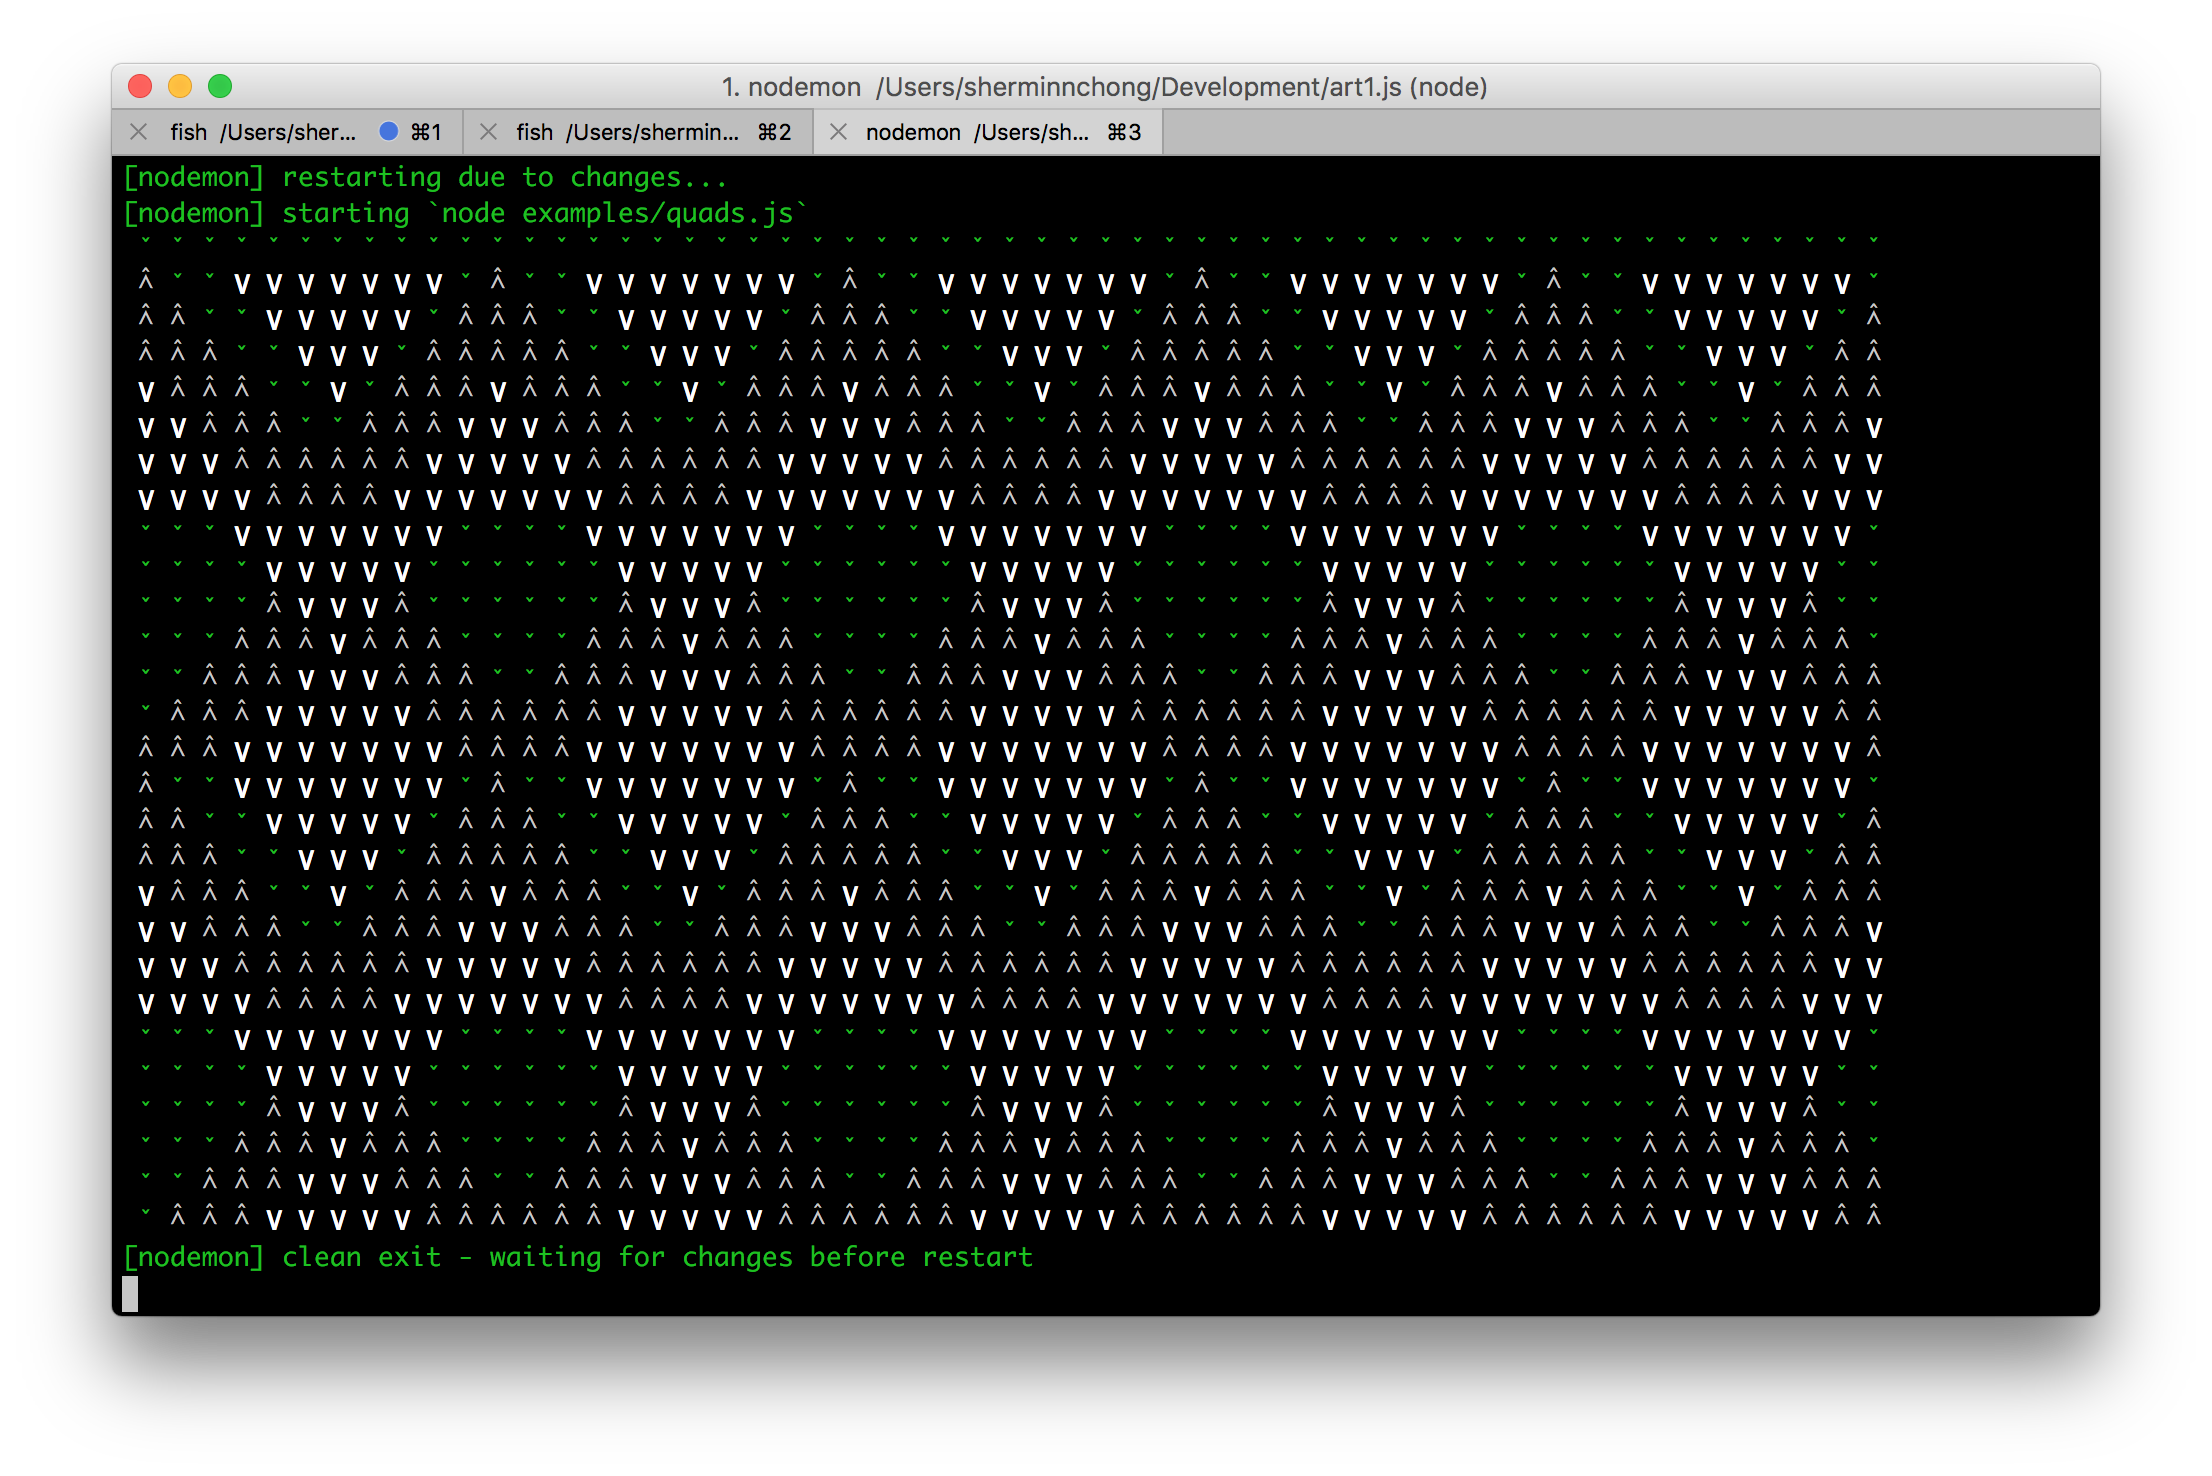 1. nodemon /Users/sherminnchong/Development/art1.js (node)
fish /Users/sher... ⌘1 fish /Users/shermin... ⌘2 nodemon /Users/sh... ⌘3
[nodemon] restarting due to changes...
[nodemon] starting `node examples/quads.js`
ˇ ˇ ˇ ˇ ˇ ˇ ˇ ˇ ˇ ˇ ˇ ˇ ˇ ˇ ˇ ˇ ˇ ˇ ˇ ˇ ˇ ˇ ˇ ˇ ˇ ˇ ˇ ˇ ˇ ˇ ˇ ˇ ˇ ˇ ˇ ˇ ˇ ˇ ˇ ˇ ˇ ˇ ˇ ˇ ˇ ˇ ˇ ˇ ˇ ˇ ˇ ˇ ˇ ˇ ˇ
^ ˇ ˇ v v v v v v v ˇ ^ ˇ ˇ v v v v v v v ˇ ^ ˇ ˇ v v v v v v v ˇ ^ ˇ ˇ v v v v v v v ˇ ^ ˇ ˇ v v v v v v v ˇ
^ ^ ˇ ˇ v v v v v ˇ ^ ^ ^ ˇ ˇ v v v v v ˇ ^ ^ ^ ˇ ˇ v v v v v ˇ ^ ^ ^ ˇ ˇ v v v v v ˇ ^ ^ ^ ˇ ˇ v v v v v ˇ ^
^ ^ ^ ˇ ˇ v v v ˇ ^ ^ ^ ^ ^ ˇ ˇ v v v ˇ ^ ^ ^ ^ ^ ˇ ˇ v v v ˇ ^ ^ ^ ^ ^ ˇ ˇ v v v ˇ ^ ^ ^ ^ ^ ˇ ˇ v v v ˇ ^ ^
v ^ ^ ^ ˇ ˇ v ˇ ^ ^ ^ v ^ ^ ^ ˇ ˇ v ˇ ^ ^ ^ v ^ ^ ^ ˇ ˇ v ˇ ^ ^ ^ v ^ ^ ^ ˇ ˇ v ˇ ^ ^ ^ v ^ ^ ^ ˇ ˇ v ˇ ^ ^ ^
v v ^ ^ ^ ˇ ˇ ^ ^ ^ v v v ^ ^ ^ ˇ ˇ ^ ^ ^ v v v ^ ^ ^ ˇ ˇ ^ ^ ^ v v v ^ ^ ^ ˇ ˇ ^ ^ ^ v v v ^ ^ ^ ˇ ˇ ^ ^ ^ v
v v v ^ ^ ^ ^ ^ ^ v v v v v ^ ^ ^ ^ ^ ^ v v v v v ^ ^ ^ ^ ^ ^ v v v v v ^ ^ ^ ^ ^ ^ v v v v v ^ ^ ^ ^ ^ ^ v v
v v v v ^ ^ ^ ^ v v v v v v v ^ ^ ^ ^ v v v v v v v ^ ^ ^ ^ v v v v v v v ^ ^ ^ ^ v v v v v v v ^ ^ ^ ^ v v v
ˇ ˇ ˇ v v v v v v v ˇ ˇ ˇ ˇ v v v v v v v ˇ ˇ ˇ ˇ v v v v v v v ˇ ˇ ˇ ˇ v v v v v v v ˇ ˇ ˇ ˇ v v v v v v v ˇ
ˇ ˇ ˇ ˇ v v v v v ˇ ˇ ˇ ˇ ˇ ˇ v v v v v ˇ ˇ ˇ ˇ ˇ ˇ v v v v v ˇ ˇ ˇ ˇ ˇ ˇ v v v v v ˇ ˇ ˇ ˇ ˇ ˇ v v v v v ˇ ˇ
ˇ ˇ ˇ ˇ ^ v v v ^ ˇ ˇ ˇ ˇ ˇ ˇ ^ v v v ^ ˇ ˇ ˇ ˇ ˇ ˇ ^ v v v ^ ˇ ˇ ˇ ˇ ˇ ˇ ^ v v v ^ ˇ ˇ ˇ ˇ ˇ ˇ ^ v v v ^ ˇ ˇ
ˇ ˇ ˇ ^ ^ ^ v ^ ^ ^ ˇ ˇ ˇ ˇ ^ ^ ^ v ^ ^ ^ ˇ ˇ ˇ ˇ ^ ^ ^ v ^ ^ ^ ˇ ˇ ˇ ˇ ^ ^ ^ v ^ ^ ^ ˇ ˇ ˇ ˇ ^ ^ ^ v ^ ^ ^ ˇ
ˇ ˇ ^ ^ ^ v v v ^ ^ ^ ˇ ˇ ^ ^ ^ v v v ^ ^ ^ ˇ ˇ ^ ^ ^ v v v ^ ^ ^ ˇ ˇ ^ ^ ^ v v v ^ ^ ^ ˇ ˇ ^ ^ ^ v v v ^ ^ ^
ˇ ^ ^ ^ v v v v v ^ ^ ^ ^ ^ ^ v v v v v ^ ^ ^ ^ ^ ^ v v v v v ^ ^ ^ ^ ^ ^ v v v v v ^ ^ ^ ^ ^ ^ v v v v v ^ ^
^ ^ ^ v v v v v v v ^ ^ ^ ^ v v v v v v v ^ ^ ^ ^ v v v v v v v ^ ^ ^ ^ v v v v v v v ^ ^ ^ ^ v v v v v v v ^
^ ˇ ˇ v v v v v v v ˇ ^ ˇ ˇ v v v v v v v ˇ ^ ˇ ˇ v v v v v v v ˇ ^ ˇ ˇ v v v v v v v ˇ ^ ˇ ˇ v v v v v v v ˇ
^ ^ ˇ ˇ v v v v v ˇ ^ ^ ^ ˇ ˇ v v v v v ˇ ^ ^ ^ ˇ ˇ v v v v v ˇ ^ ^ ^ ˇ ˇ v v v v v ˇ ^ ^ ^ ˇ ˇ v v v v v ˇ ^
^ ^ ^ ˇ ˇ v v v ˇ ^ ^ ^ ^ ^ ˇ ˇ v v v ˇ ^ ^ ^ ^ ^ ˇ ˇ v v v ˇ ^ ^ ^ ^ ^ ˇ ˇ v v v ˇ ^ ^ ^ ^ ^ ˇ ˇ v v v ˇ ^ ^
v ^ ^ ^ ˇ ˇ v ˇ ^ ^ ^ v ^ ^ ^ ˇ ˇ v ˇ ^ ^ ^ v ^ ^ ^ ˇ ˇ v ˇ ^ ^ ^ v ^ ^ ^ ˇ ˇ v ˇ ^ ^ ^ v ^ ^ ^ ˇ ˇ v ˇ ^ ^ ^
v v ^ ^ ^ ˇ ˇ ^ ^ ^ v v v ^ ^ ^ ˇ ˇ ^ ^ ^ v v v ^ ^ ^ ˇ ˇ ^ ^ ^ v v v ^ ^ ^ ˇ ˇ ^ ^ ^ v v v ^ ^ ^ ˇ ˇ ^ ^ ^ v
v v v ^ ^ ^ ^ ^ ^ v v v v v ^ ^ ^ ^ ^ ^ v v v v v ^ ^ ^ ^ ^ ^ v v v v v ^ ^ ^ ^ ^ ^ v v v v v ^ ^ ^ ^ ^ ^ v v
v v v v ^ ^ ^ ^ v v v v v v v ^ ^ ^ ^ v v v v v v v ^ ^ ^ ^ v v v v v v v ^ ^ ^ ^ v v v v v v v ^ ^ ^ ^ v v v
ˇ ˇ ˇ v v v v v v v ˇ ˇ ˇ ˇ v v v v v v v ˇ ˇ ˇ ˇ v v v v v v v ˇ ˇ ˇ ˇ v v v v v v v ˇ ˇ ˇ ˇ v v v v v v v ˇ
ˇ ˇ ˇ ˇ v v v v v ˇ ˇ ˇ ˇ ˇ ˇ v v v v v ˇ ˇ ˇ ˇ ˇ ˇ v v v v v ˇ ˇ ˇ ˇ ˇ ˇ v v v v v ˇ ˇ ˇ ˇ ˇ ˇ v v v v v ˇ ˇ
ˇ ˇ ˇ ˇ ^ v v v ^ ˇ ˇ ˇ ˇ ˇ ˇ ^ v v v ^ ˇ ˇ ˇ ˇ ˇ ˇ ^ v v v ^ ˇ ˇ ˇ ˇ ˇ ˇ ^ v v v ^ ˇ ˇ ˇ ˇ ˇ ˇ ^ v v v ^ ˇ ˇ
ˇ ˇ ˇ ^ ^ ^ v ^ ^ ^ ˇ ˇ ˇ ˇ ^ ^ ^ v ^ ^ ^ ˇ ˇ ˇ ˇ ^ ^ ^ v ^ ^ ^ ˇ ˇ ˇ ˇ ^ ^ ^ v ^ ^ ^ ˇ ˇ ˇ ˇ ^ ^ ^ v ^ ^ ^ ˇ
ˇ ˇ ^ ^ ^ v v v ^ ^ ^ ˇ ˇ ^ ^ ^ v v v ^ ^ ^ ˇ ˇ ^ ^ ^ v v v ^ ^ ^ ˇ ˇ ^ ^ ^ v v v ^ ^ ^ ˇ ˇ ^ ^ ^ v v v ^ ^ ^
ˇ ^ ^ ^ v v v v v ^ ^ ^ ^ ^ ^ v v v v v ^ ^ ^ ^ ^ ^ v v v v v ^ ^ ^ ^ ^ ^ v v v v v ^ ^ ^ ^ ^ ^ v v v v v ^ ^
[nodemon] clean exit - waiting for changes before restart